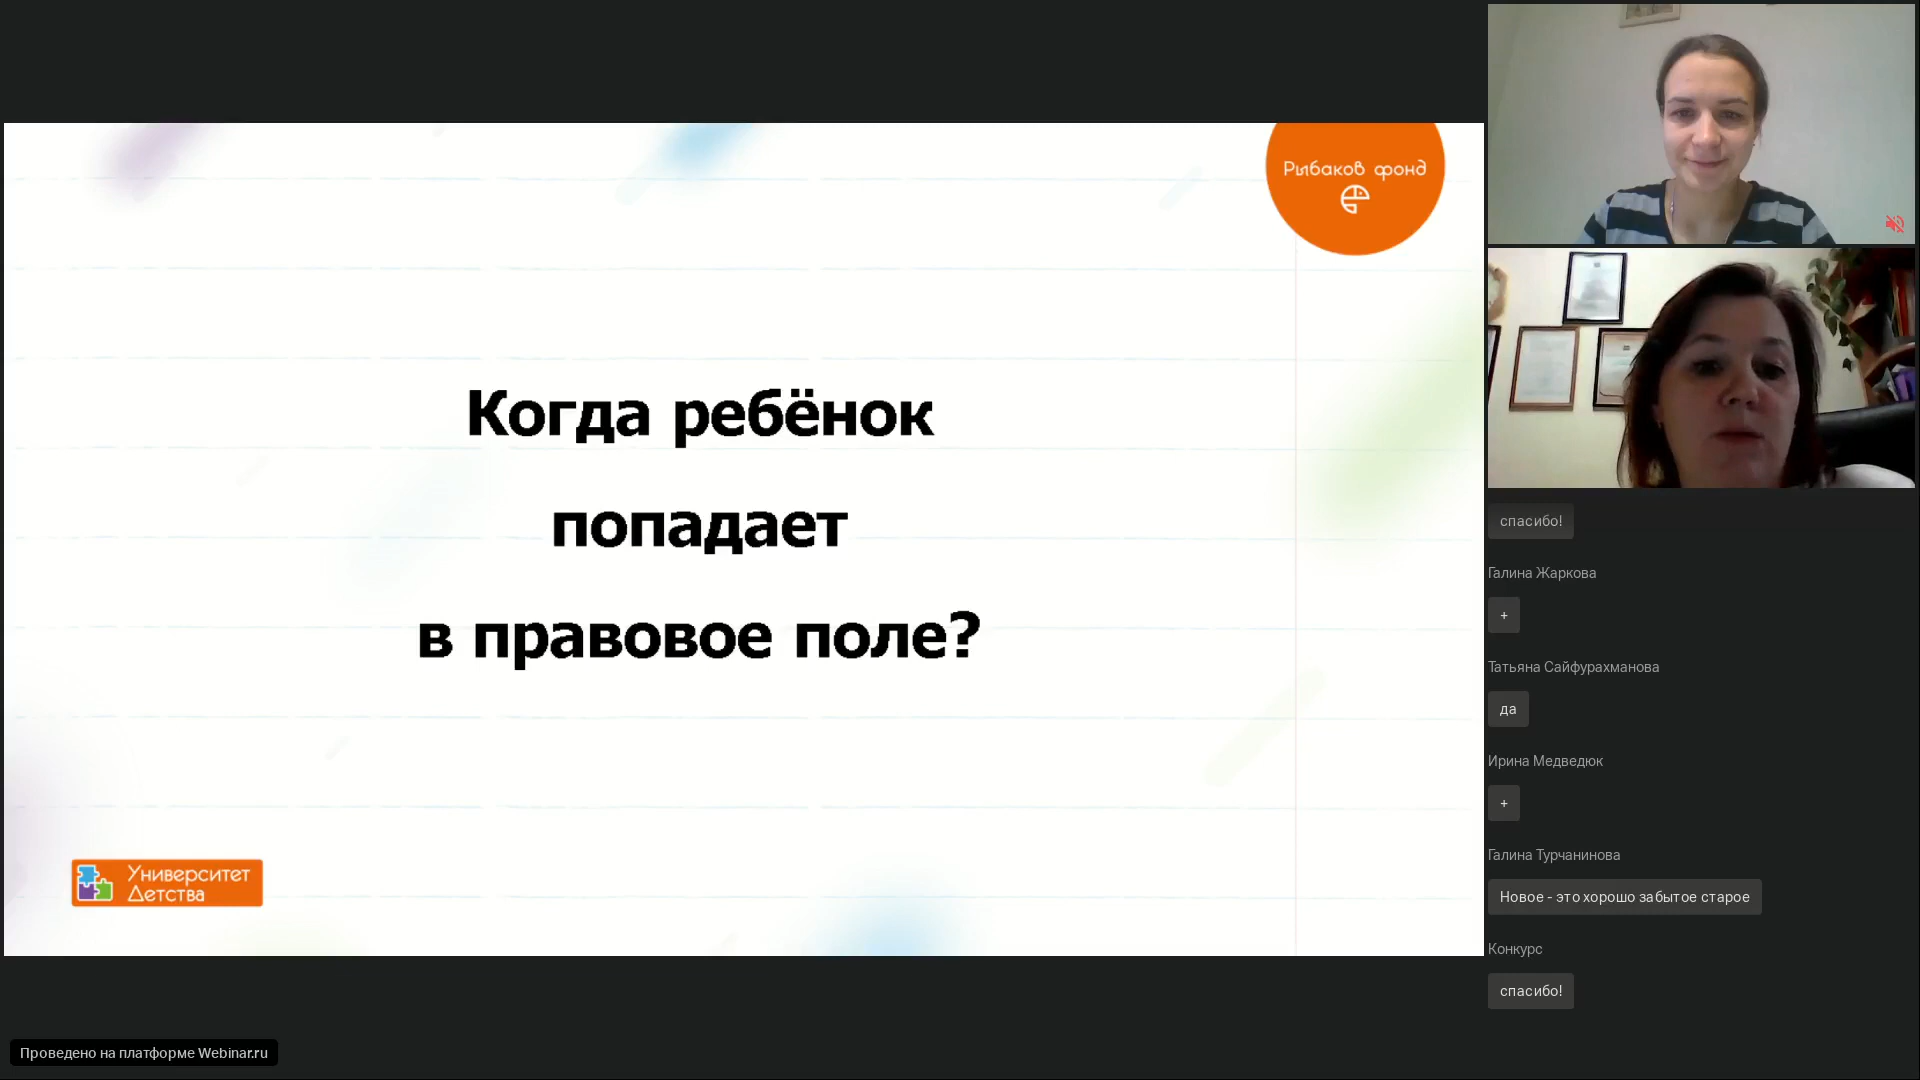 Рыбаков фонд
Когда ребёнок
попадает
в правовое поле?
Университет
Детства
Проведено на платформе Webinar.ru
спасибо!
Галина Жаркова
+
Татьяна Сайфурахманова
да
Ирина Медведюк
+
Галина Турчанинова
Новое - это хорошо забытое старое
Конкурс
спасибо!